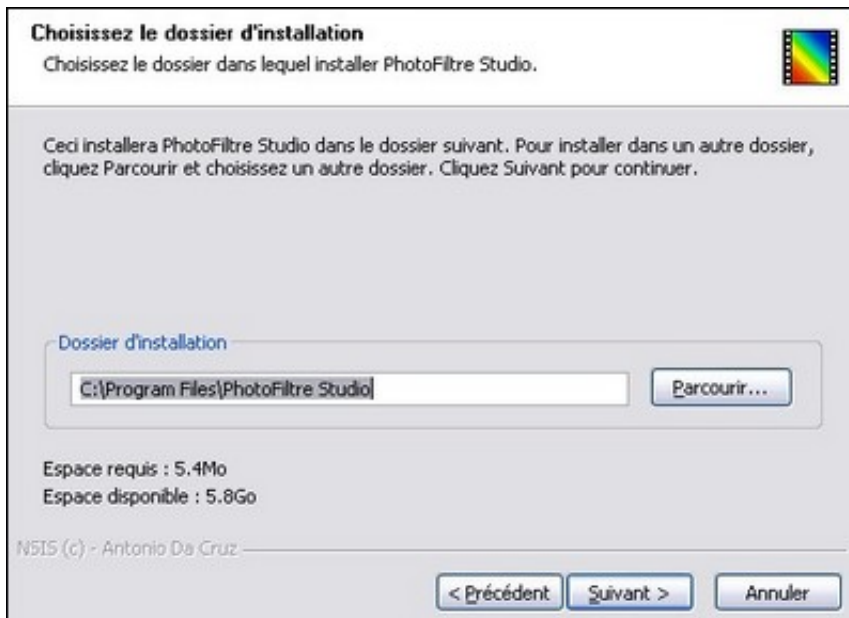 Choisissez le dossier d'installation
Choisissez le dossier dans lequel installer PhotoFiltre Studio.
Ceci installera PhotoFiltre Studio dans le dossier suivant. Pour installer dans un autre dossier,
cliquez Parcourir et choisissez un autre dossier. Cliquez Suivant pour continuer.
Dossier d'installation
C:\Program Files\PhotoFiltre Studio
Parcourir...
Espace requis : 5.4Mo
Espace disponible : 5.8Go
NSIS (c) - Antonio Da Cruz
< Précédent
Suivant >
Annuler